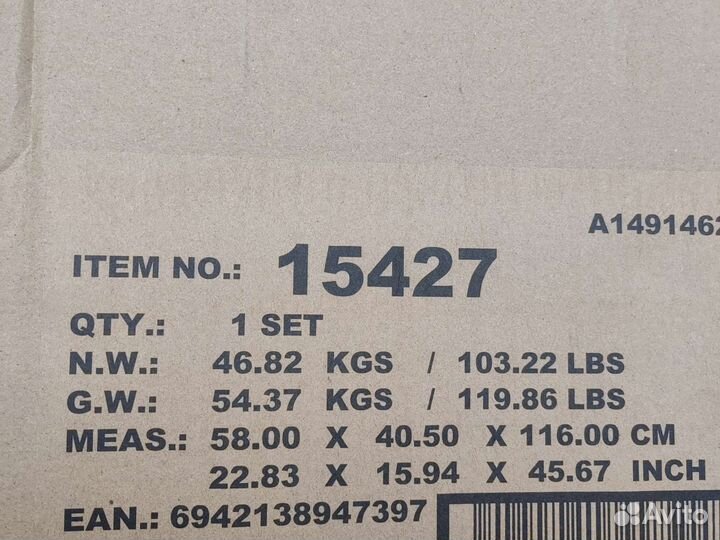 A1491462
ITEM NO.: 15427
QTY.: 1 SET
N.W.: 46.82 KGS / 103.22 LBS
G.W.: 54.37 KGS / 119.86 LBS
MEAS.: 58.00 X 40.50 X 116.00 CM
22.83 X 15.94 X 45.67 INCH
EAN.: 6942138947397
Avito